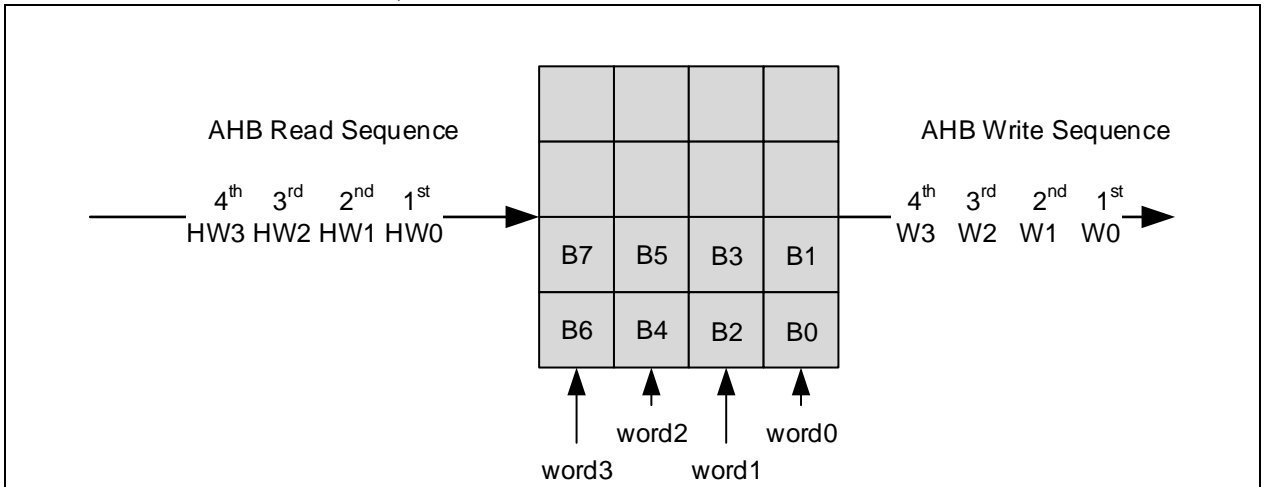 AHB Read Sequence
4th 3rd 2nd 1st
HW3 HW2 HW1 HW0
B7 B5 B3 B1
B6 B4 B2 B0
word2 word0
word3 word1
AHB Write Sequence
4th 3rd 2nd 1st
W3 W2 W1 W0